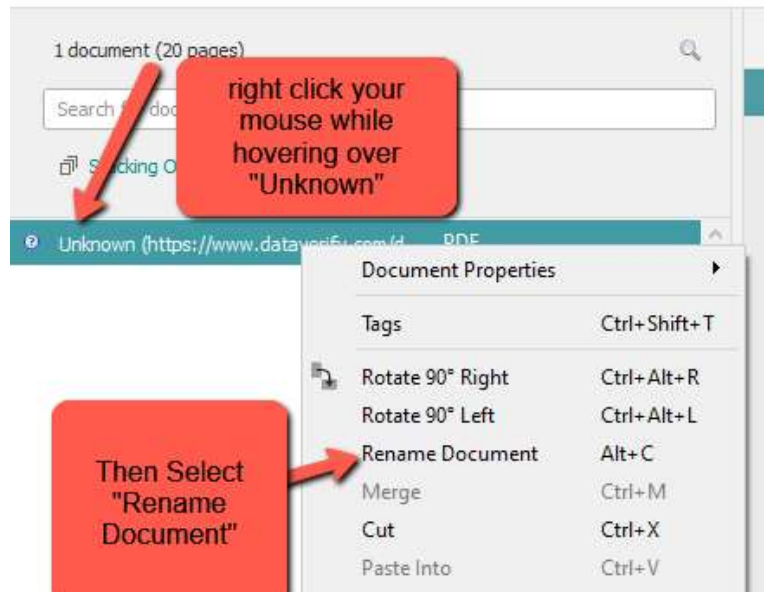 1 document (20 pages)
right click your
mouse while
hovering over
"Unknown"
Search
Unknown (https://www.dataverify.com/d... PDF
Document Properties
Tags Ctrl+Shift+T
Rotate 90° Right Ctrl+Alt+R
Rotate 90° Left Ctrl+Alt+L
Rename Document Alt+C
Then Select
"Rename
Document"
Merge Ctrl+M
Cut Ctrl+X
Paste Into Ctrl+V